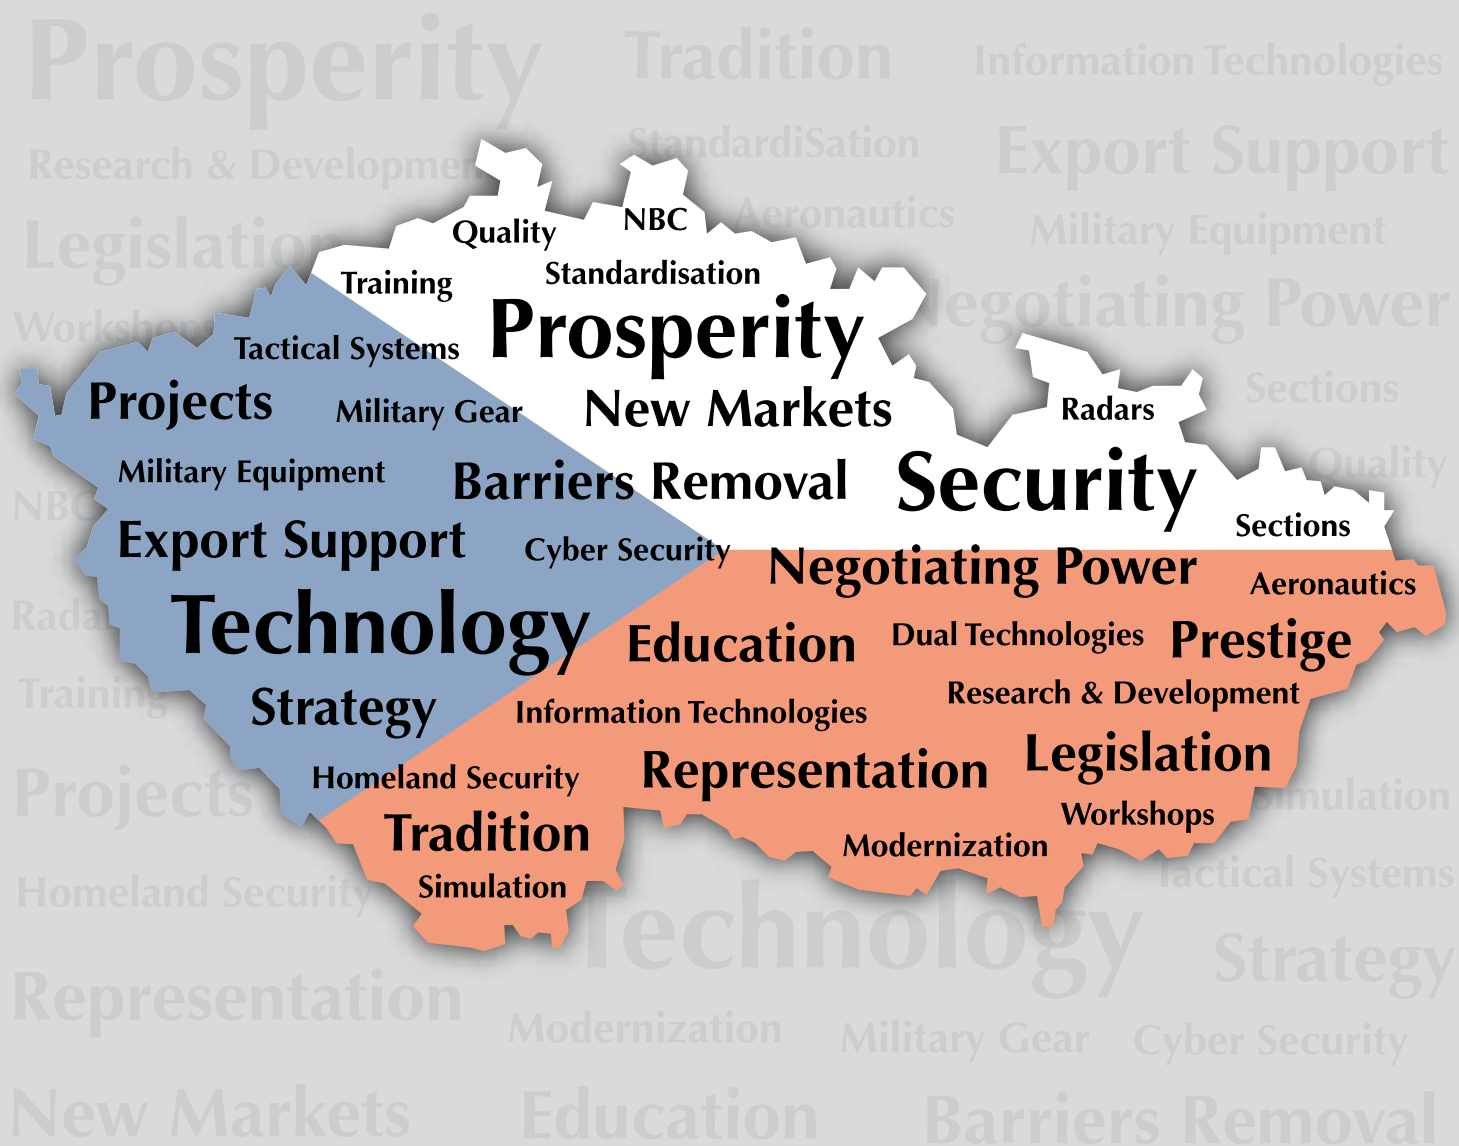 Prosperity
Tradition
Information Technologies
Research & Developmen
StandardiSation
Export Support
Legislation
Aeronautics
Military Equipment
Negotiating Power
Workshops
Sections
Quality
NBC
Rada
Training
Projects
Simulation
Homeland Security
Tactical Systems
Technology
Strategy
Representation
Modernization
Military Gear
Cyber Security
New Markets
Education
Barriers Removal
Quality
NBC
Training
Standardisation
Prosperity
Tactical Systems
Projects
Military Gear
New Markets
Radars
Military Equipment
Barriers Removal
Security
Export Support
Cyber Security
Sections
Negotiating Power
Aeronautics
Technology
Education
Dual Technologies
Prestige
Strategy
Information Technologies
Research & Development
Homeland Security
Representation
Legislation
Tradition
Workshops
Modernization
Simulation